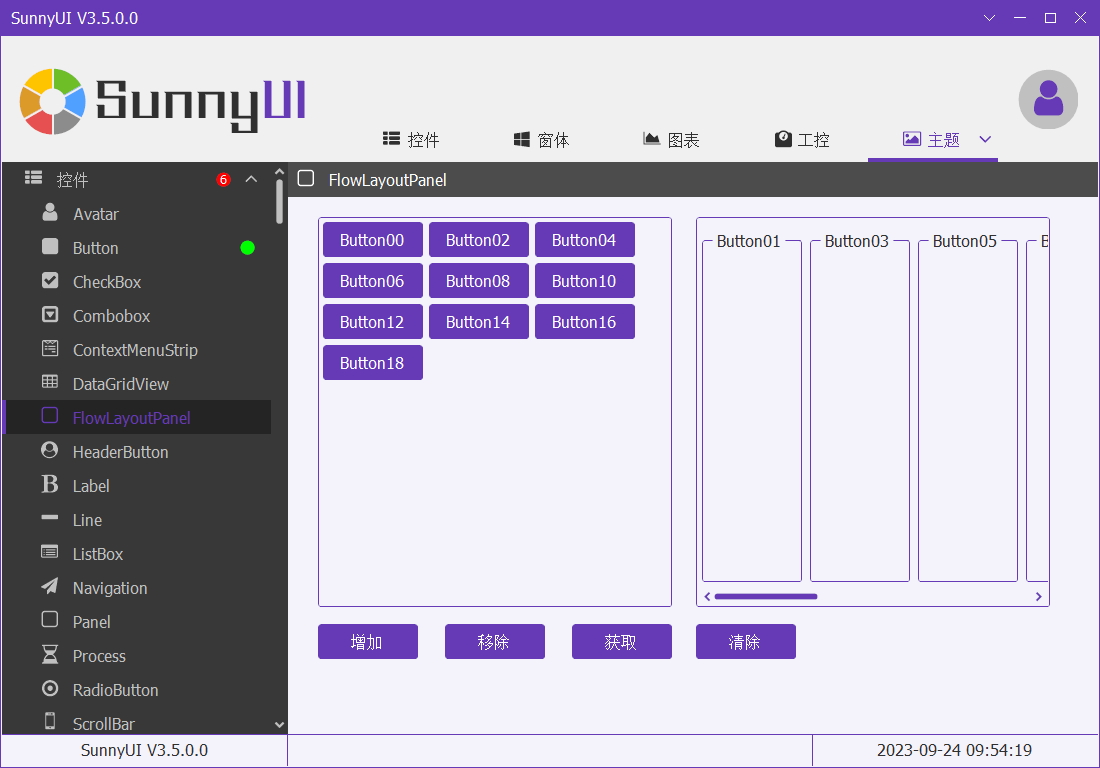 SunnyUI V3.5.0.0
SunnyUI
控件 窗体 图表 工控 主题
控件 6
Avatar
Button
CheckBox
Combobox
ContextMenuStrip
DataGridView
FlowLayoutPanel
HeaderButton
Label
Line
ListBox
Navigation
Panel
Process
RadioButton
ScrollBar
FlowLayoutPanel
Button00 Button02 Button04
Button06 Button08 Button10
Button12 Button14 Button16
Button18
Button01 Button03 Button05
增加 移除 获取 清除
SunnyUI V3.5.0.0
2023-09-24 09:54:19